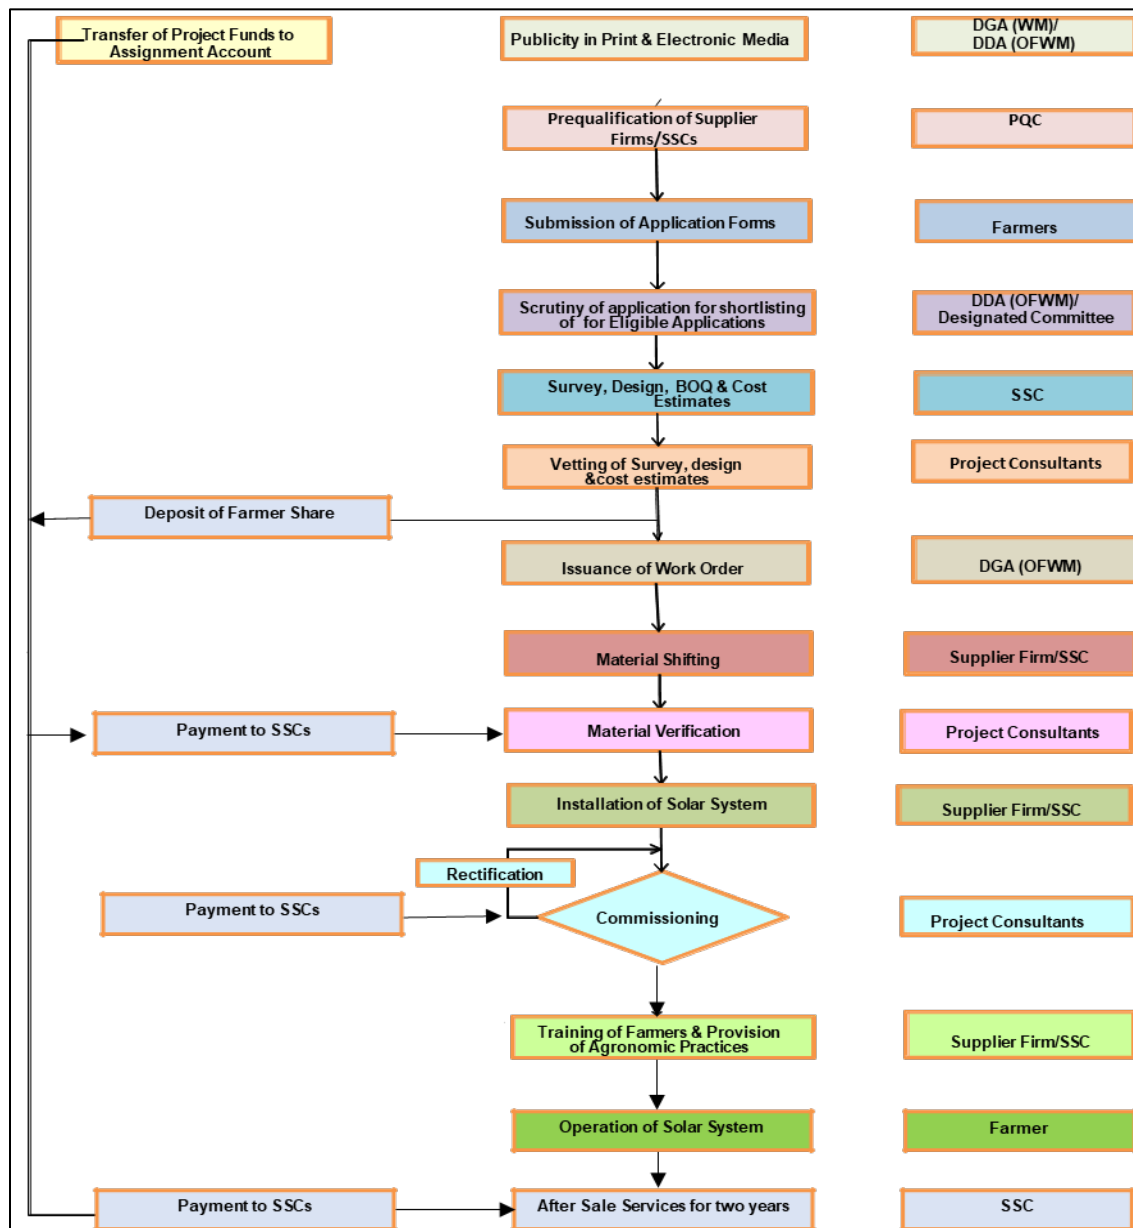 Transfer of Project Funds to
Assignment Account
Publicity in Print & Electronic Media
DGA (WM)/
DDA (OFWM)
Prequalification of Supplier
Firms/SSCs
PQC
Submission of Application Forms
Farmers
Scrutiny of application for shortlisting
of for Eligible Applications
DDA (OFWM)/
Designated Committee
Survey, Design, BOQ & Cost
Estimates
SSC
Vetting of Survey, design
&cost estimates
Project Consultants
Deposit of Farmer Share
Issuance of Work Order
DGA (OFWM)
Material Shifting
Supplier Firm/SSC
Payment to SSCs
Material Verification
Project Consultants
Installation of Solar System
Supplier Firm/SSC
Rectification
Payment to SSCs
Commissioning
Project Consultants
Training of Farmers & Provision
of Agronomic Practices
Supplier Firm/SSC
Operation of Solar System
Farmer
Payment to SSCs
After Sale Services for two years
SSC